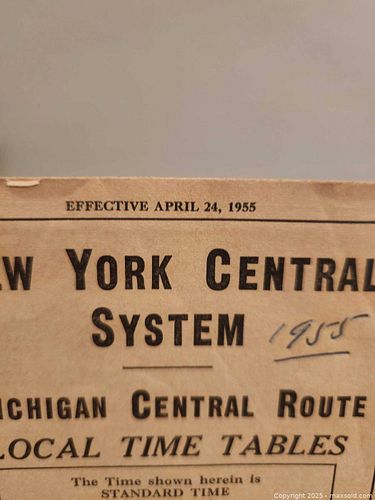 EFFECTIVE APRIL 24, 1955
EW YORK CENTRAL
SYSTEM 1955
ICHIGAN CENTRAL ROUTE
LOCAL TIME TABLES
The Time shown herein is
STANDARD TIME
Copyright 2025 - maxsold.com